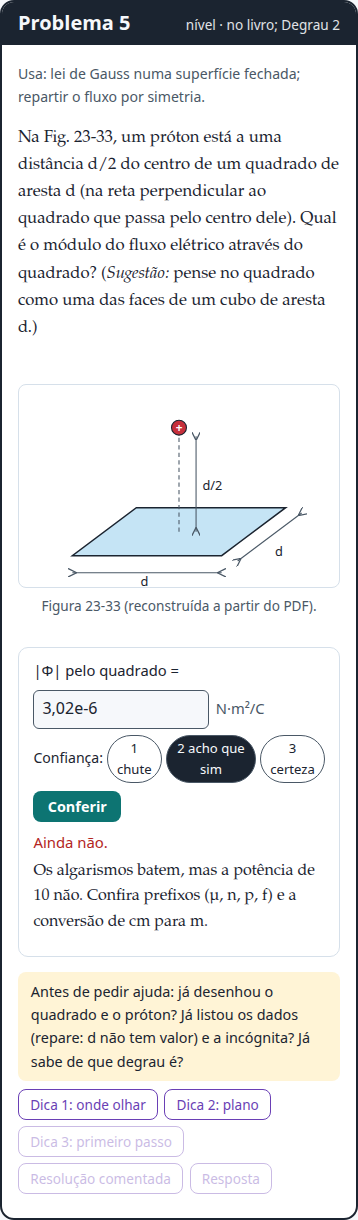 Problema 5
nível · no livro; Degrau 2
Usa: lei de Gauss numa superfície fechada;
repartir o fluxo por simetria.
Na Fig. 23-33, um próton está a uma
distância d/2 do centro de um quadrado de
aresta d (na reta perpendicular ao
quadrado que passa pelo centro dele). Qual
é o módulo do fluxo elétrico através do
quadrado? (Sugestão: pense no quadrado
como uma das faces de um cubo de aresta
d.)
+
d/2
d
d
Figura 23-33 (reconstruída a partir do PDF).
|Φ| pelo quadrado =
3,02e-6
N·m²/C
Confiança:
1
chute
2 acho que
sim
3
certeza
Conferir
Ainda não.
Os algarismos batem, mas a potência de
10 não. Confira prefixos (μ, n, p, f) e a
conversão de cm para m.
Antes de pedir ajuda: já desenhou o
quadrado e o próton? Já listou os dados
(repare: d não tem valor) e a incógnita? Já
sabe de que degrau é?
Dica 1: onde olhar
Dica 2: plano
Dica 3: primeiro passo
Resolução comentada
Resposta